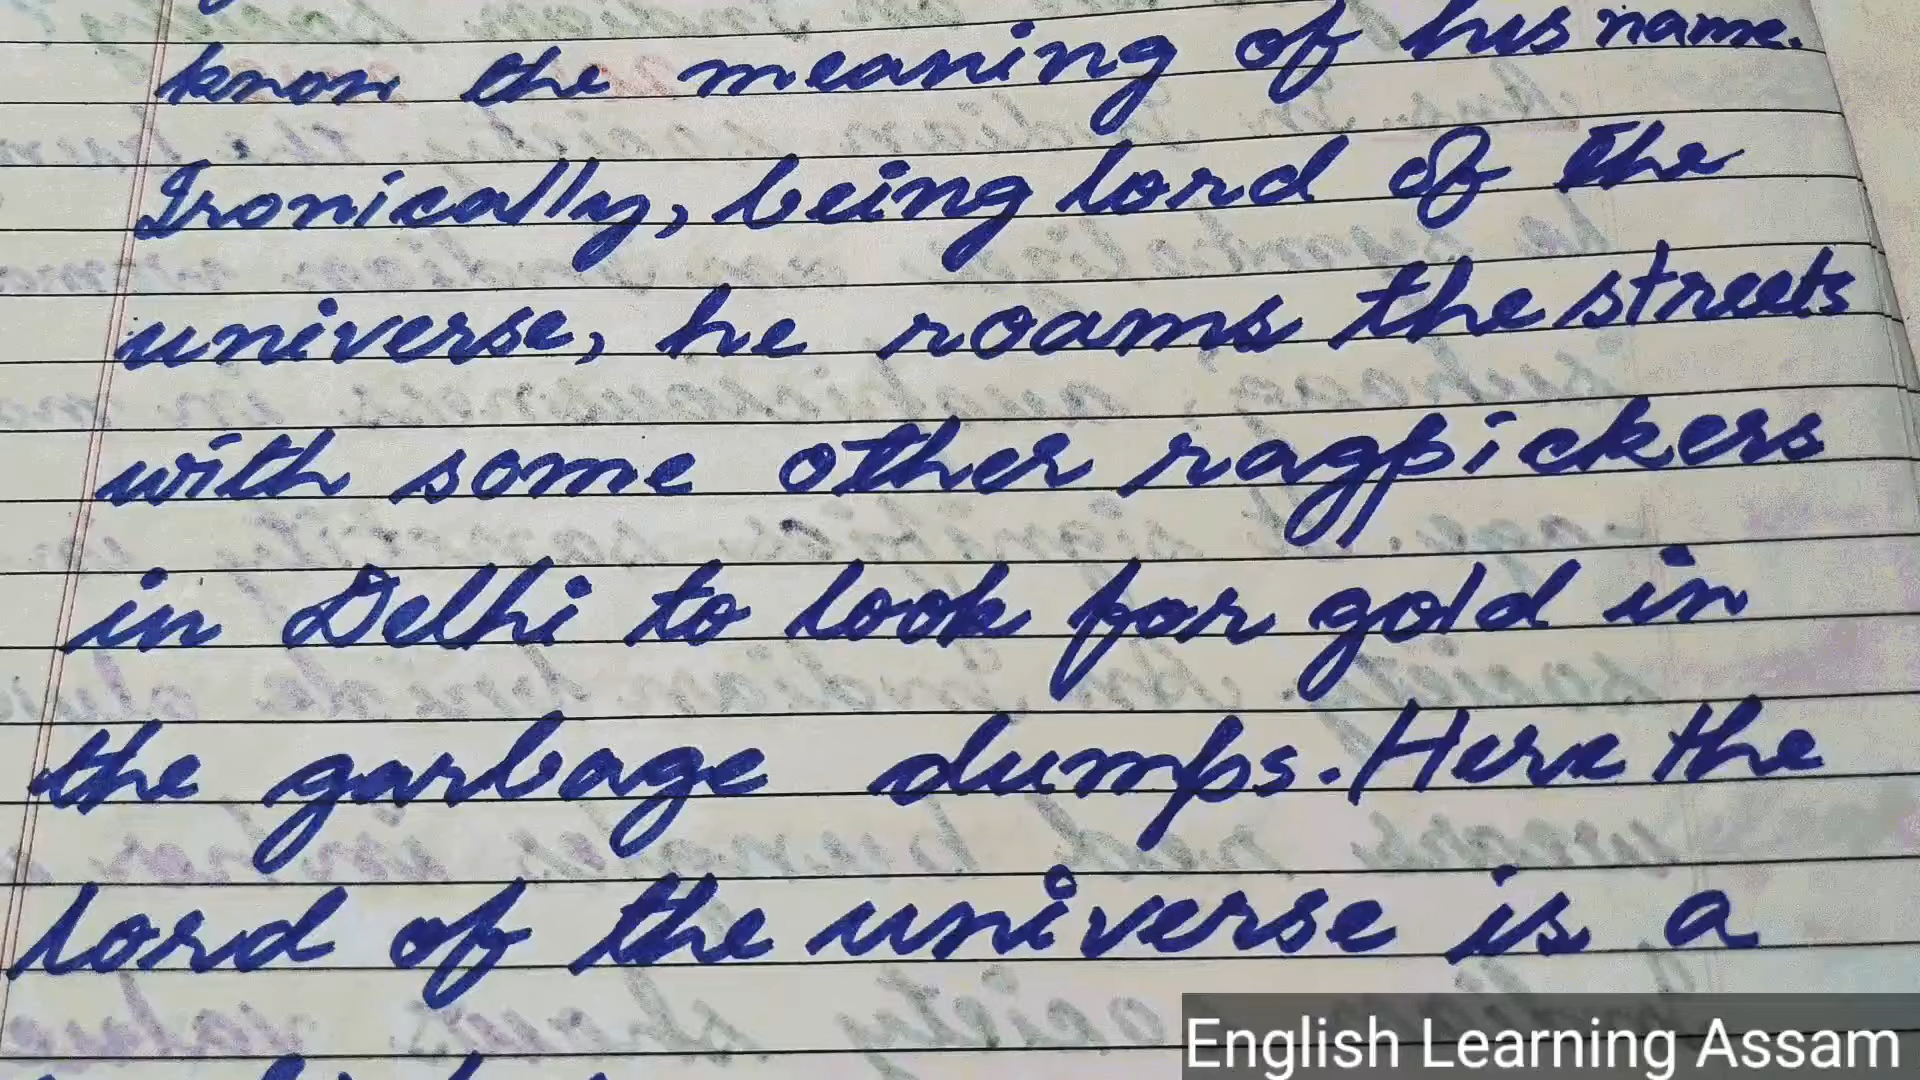 know the meaning of his name.
Ironically, being lord of the
universe, he roams the streets
with some other ragpickers
in Delhi to look for gold in
the garbage dumps. Here the
lord of the universe is a
English Learning Assam